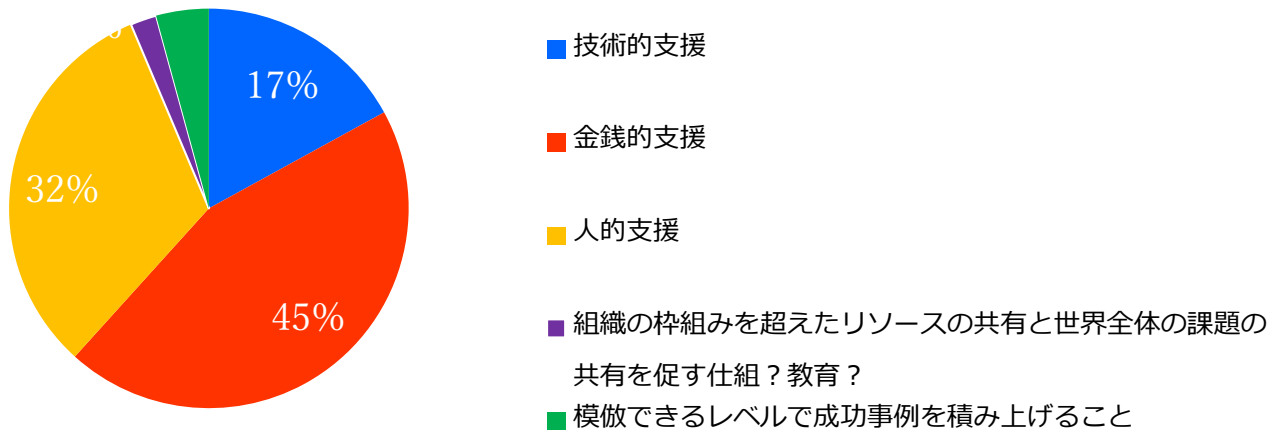 17%
32%
45%
技術的支援
金銭的支援
人的支援
組織の枠組みを超えたリソースの共有と世界全体の課題の
共有を促す仕組？教育？
模倣できるレベルで成功事例を積み上げること